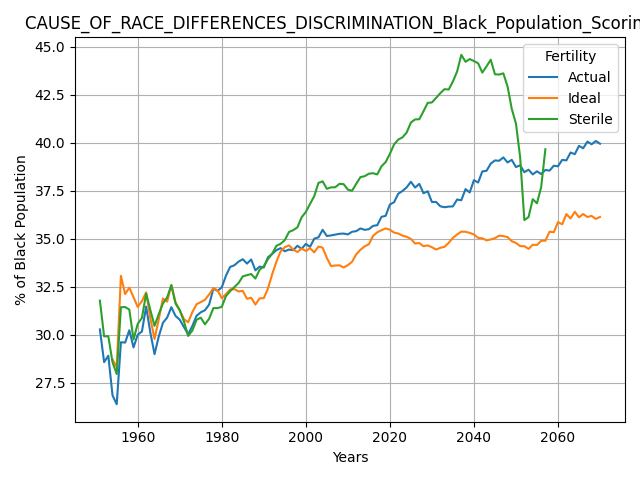 CAUSE_OF_RACE_DIFFERENCES_DISCRIMINATION_Black_Population_Scorin
45.0
42.5
40.0
37.5
35.0
32.5
30.0
27.5
% of Black Population
Fertility
Actual
Ideal
Sterile
1960 1980 2000 2020 2040 2060
Years